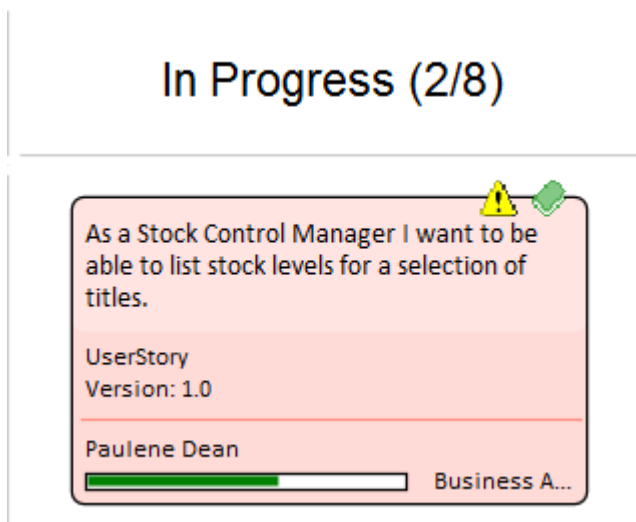 In Progress (2/8)
As a Stock Control Manager I want to be
able to list stock levels for a selection of
titles.
UserStory
Version: 1.0
Paulene Dean
Business A...